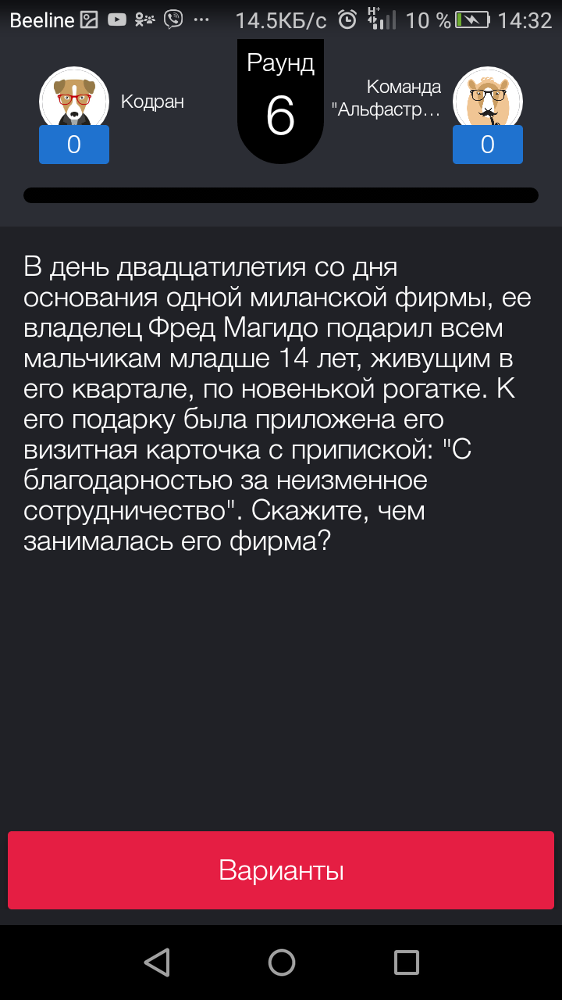 Beeline 14.5КБ/с H+ 10 % 14:32
Раунд
6
Кодран
0
Команда
"Альфастр...
0
В день двадцатилетия со дня
основания одной миланской фирмы, ее
владелец Фред Магидо подарил всем
мальчикам младше 14 лет, живущим в
его квартале, по новенькой рогатке. К
его подарку была приложена его
визитная карточка с припиской: "С
благодарностью за неизменное
сотрудничество". Скажите, чем
занималась его фирма?
Варианты